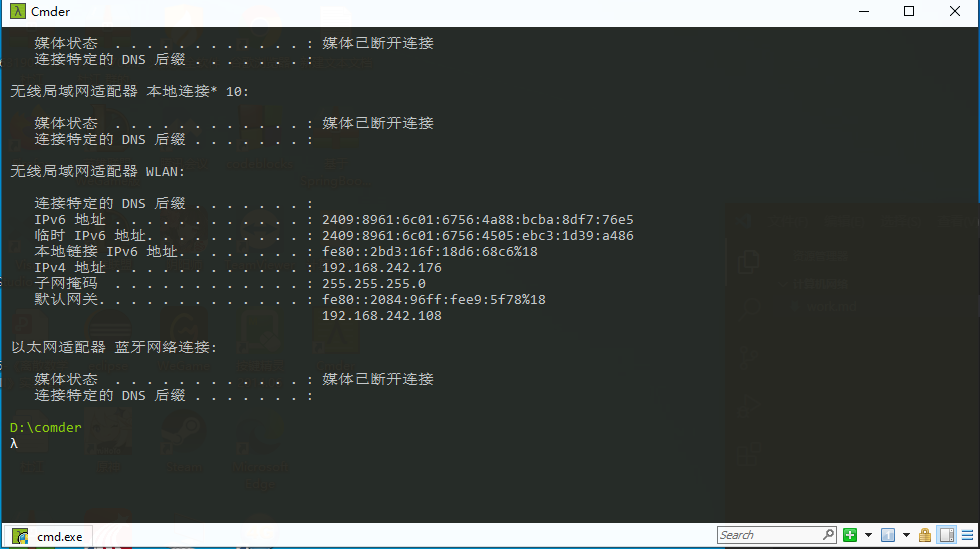 Cmder
媒体状态 . . . . . . . . . . . . : 媒体已断开连接
连接特定的 DNS 后缀 . . . . . . . :
无线局域网适配器 本地连接* 10:
媒体状态 . . . . . . . . . . . . : 媒体已断开连接
连接特定的 DNS 后缀 . . . . . . . :
无线局域网适配器 WLAN:
连接特定的 DNS 后缀 . . . . . . . :
IPv6 地址 . . . . . . . . . . . . : 2409:8961:6c01:6756:4a88:bcba:8df7:76e5
临时 IPv6 地址. . . . . . . . . . : 2409:8961:6c01:6756:4505:ebc3:1d39:a486
本地链接 IPv6 地址. . . . . . . . : fe80::2bd3:16f:18d6:68c6%18
IPv4 地址 . . . . . . . . . . . . : 192.168.242.176
子网掩码 . . . . . . . . . . . . : 255.255.255.0
默认网关. . . . . . . . . . . . . : fe80::2084:96ff:fee9:5f78%18
192.168.242.108
以太网适配器 蓝牙网络连接:
媒体状态 . . . . . . . . . . . . : 媒体已断开连接
连接特定的 DNS 后缀 . . . . . . . :
D:\comder
λ
cmd.exe
Search